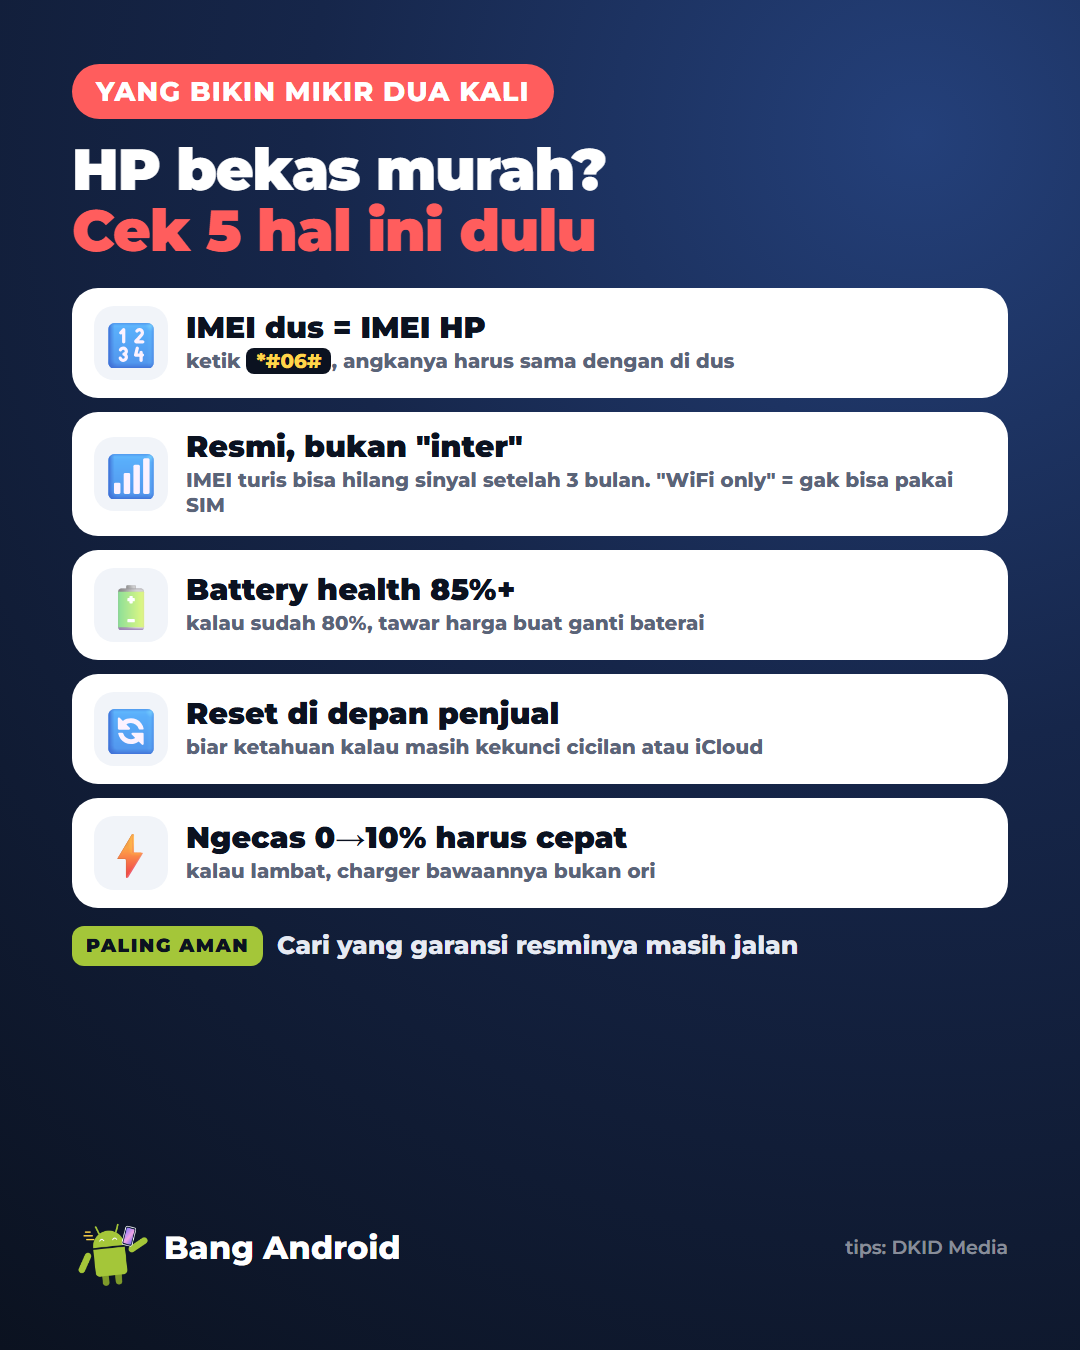 YANG BIKIN MIKIR DUA KALI
HP bekas murah?
Cek 5 hal ini dulu
1 2
3 4
IMEI dus = IMEI HP
ketik *#06#, angkanya harus sama dengan di dus
Resmi, bukan "inter"
IMEI turis bisa hilang sinyal setelah 3 bulan. "WiFi only" = gak bisa pakai
SIM
Battery health 85%+
kalau sudah 80%, tawar harga buat ganti baterai
Reset di depan penjual
biar ketahuan kalau masih kekunci cicilan atau iCloud
Ngecas 0→10% harus cepat
kalau lambat, charger bawaannya bukan ori
PALING AMAN Cari yang garansi resminya masih jalan
Bang Android
tips: DKID Media